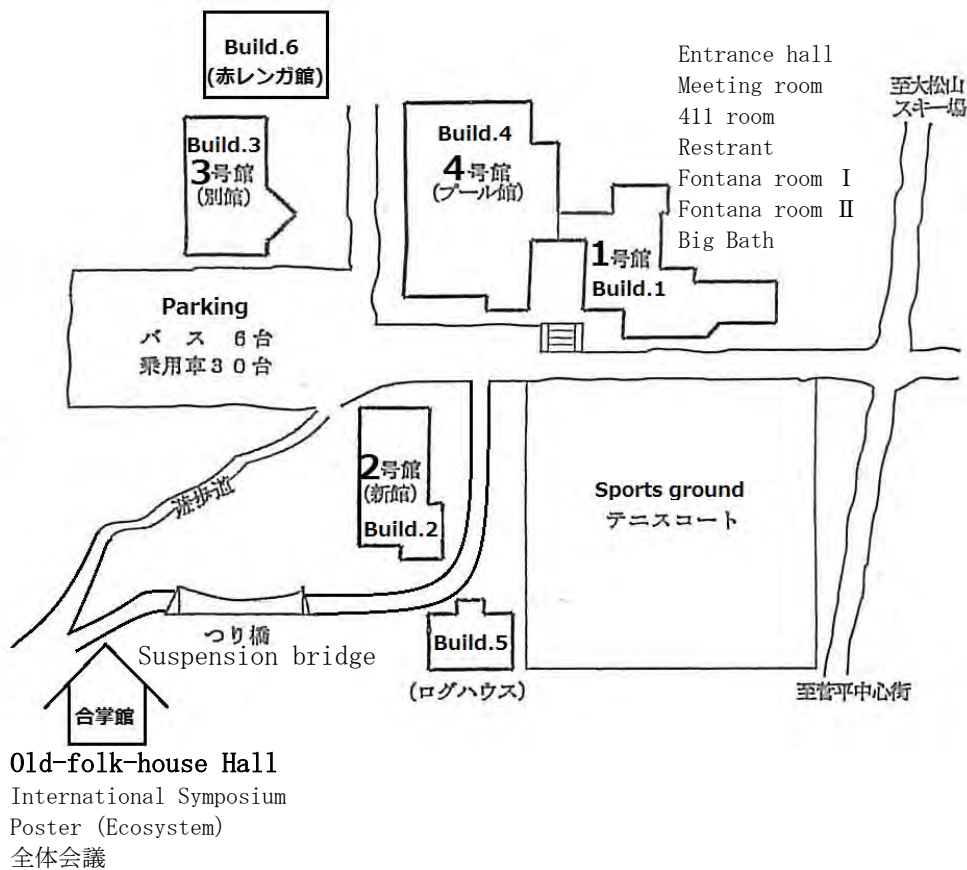 Build.6
(赤レンガ館)
Entrance hall
Meeting room
411 room
Restrant
Fontana room Ⅰ
Fontana room Ⅱ
Big Bath
至大松山
スキー場
Build.3
3号館
(別館)
Build.4
4号館
(プール館)
1号館
Build.1
Parking
バス 6台
乗用車30台
2号館
(新館)
Build.2
遊歩道
Sports ground
テニスコート
つり橋
Suspension bridge
Build.5
(ログハウス)
至菅平中心街
合掌館
Old-folk-house Hall
International Symposium
Poster (Ecosystem)
全体会議